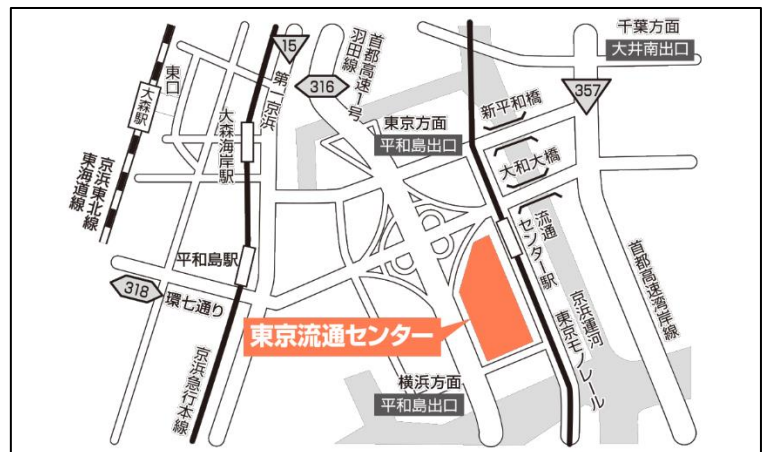 千葉方面
大井南出口
15
第一京浜
316
首都高速1号
羽田線
357
東口
大森駅
大森海岸駅
東京方面
平和島出口
新平和橋
大和大橋
京浜東北線
東海道線
平和島駅
流通
センター駅
318
環七通り
東京流通センター
首都高速湾岸線
京浜運河
東京モノレール
京浜急行本線
横浜方面
平和島出口